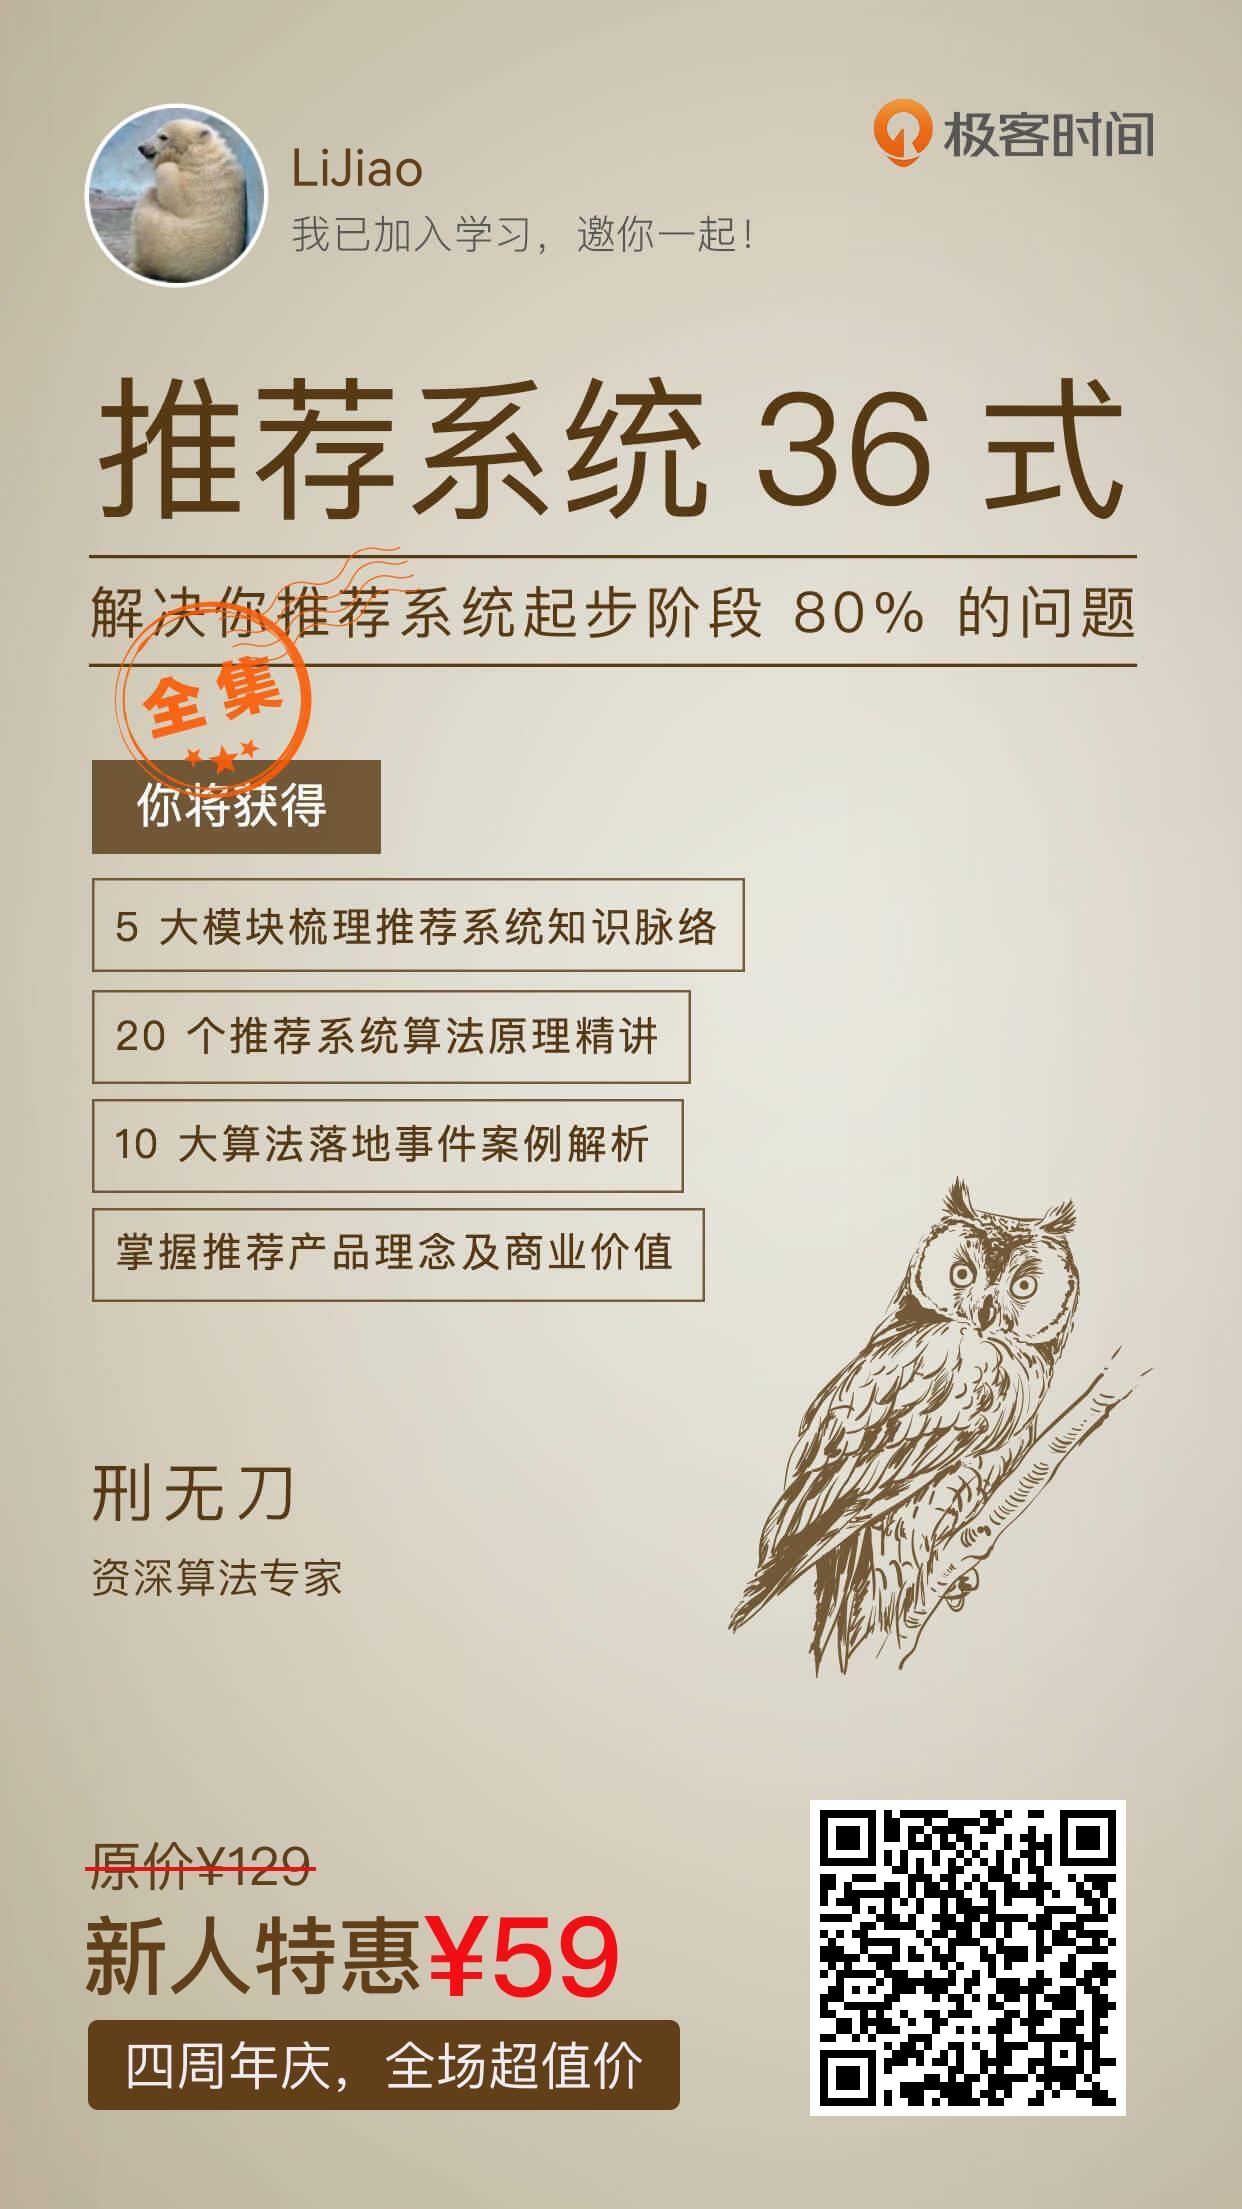 极客时间
LiJiao
我已加入学习，邀你一起！
推荐系统 36 式
解决你推荐系统起步阶段 80% 的问题
全集
你将获得
5 大模块梳理推荐系统知识脉络
20 个推荐系统算法原理精讲
10 大算法落地事件案例解析
掌握推荐产品理念及商业价值
刑无刀
资深算法专家
原价¥129
新人特惠¥59
四周年庆，全场超值价